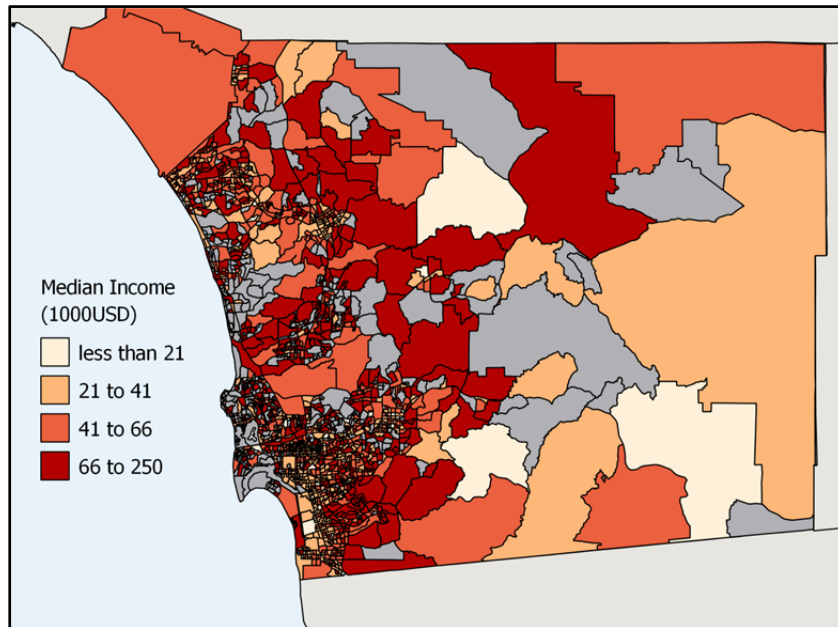 Median Income
(1000USD)
less than 21
21 to 41
41 to 66
66 to 250